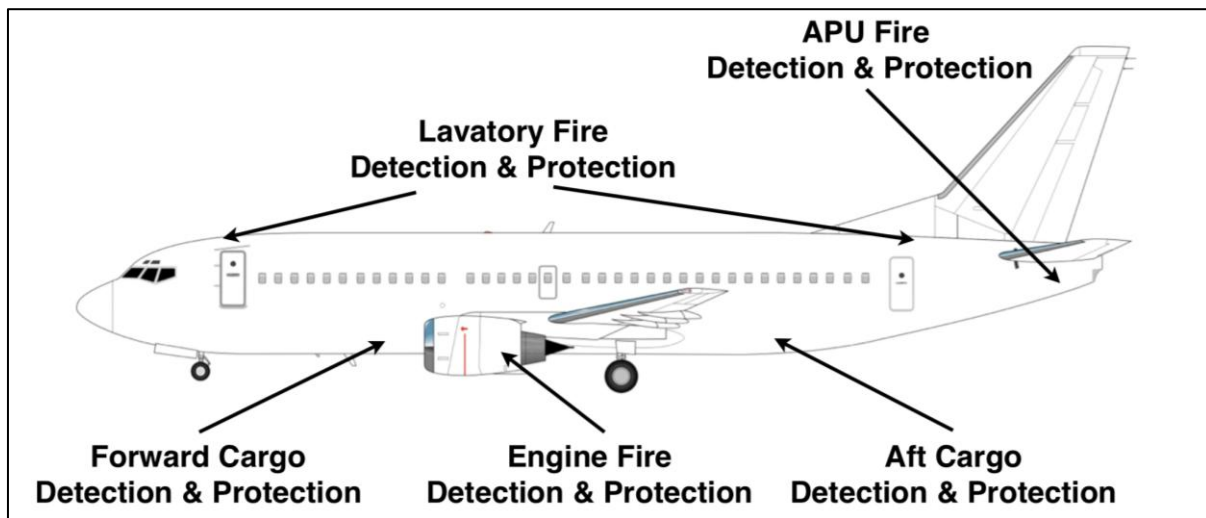 APU Fire
Detection & Protection
Lavatory Fire
Detection & Protection
Forward Cargo
Detection & Protection
Engine Fire
Detection & Protection
Aft Cargo
Detection & Protection